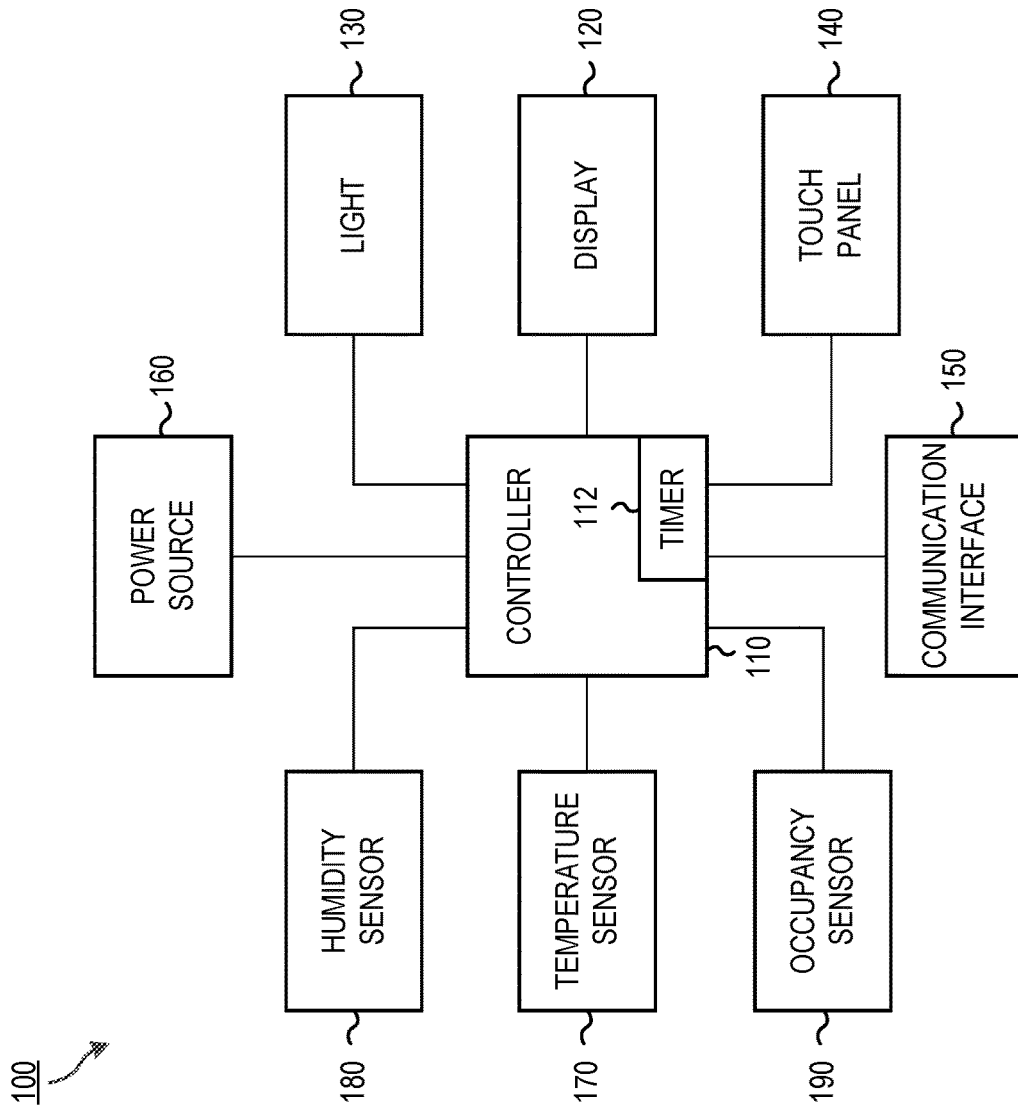 100
POWER
SOURCE
160
HUMIDITY
SENSOR
180
LIGHT
130
TEMPERATURE
SENSOR
170
CONTROLLER
110
112
TIMER
DISPLAY
120
OCCUPANCY
SENSOR
190
COMMUNICATION
INTERFACE
150
TOUCH
PANEL
140